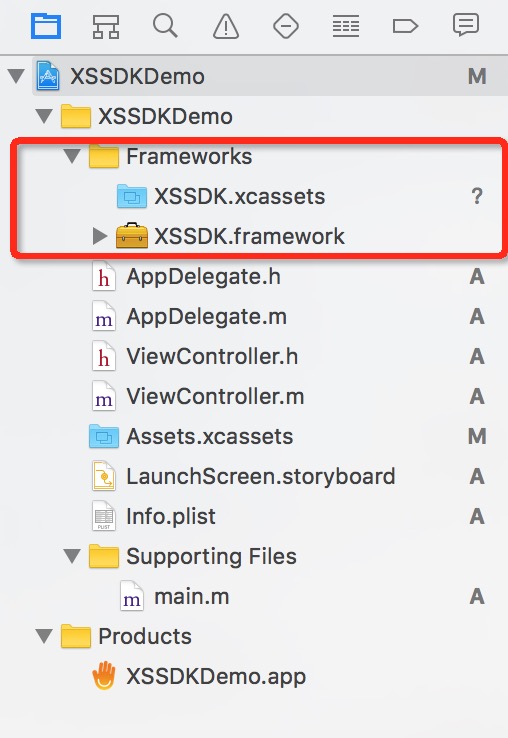 XSSDKDemo M
XSSDKDemo
Frameworks
XSSDK.xcassets ?
XSSDK.framework
h AppDelegate.h A
m AppDelegate.m A
h ViewController.h A
m ViewController.m A
Assets.xcassets M
LaunchScreen.storyboard A
PLIST Info.plist A
Supporting Files
m main.m A
Products
XSSDKDemo.app